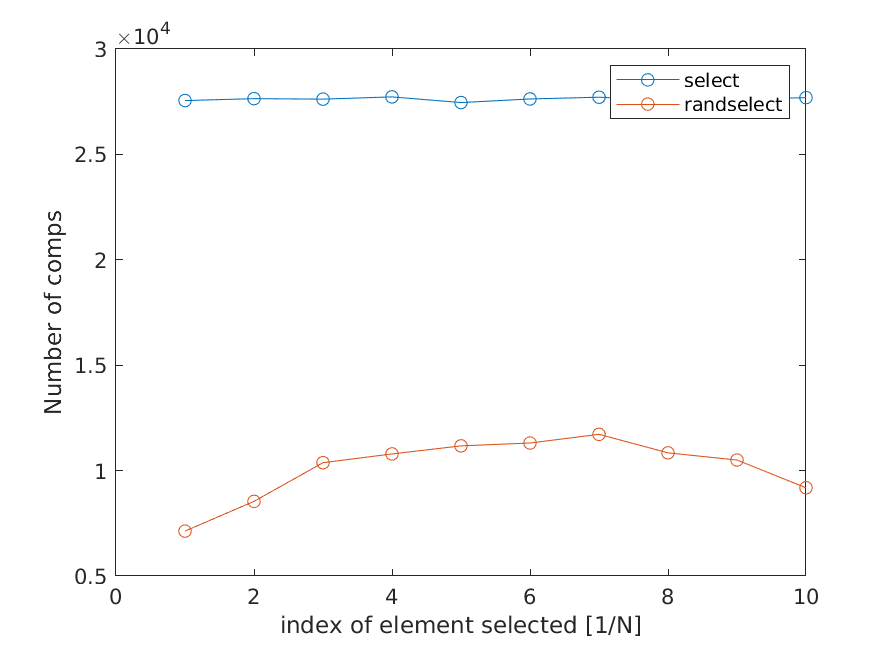 ×10⁴
3
2.5
2
1.5
1
0.5
Number of comps
0 2 4 6 8 10
index of element selected [1/N]
select
randselect